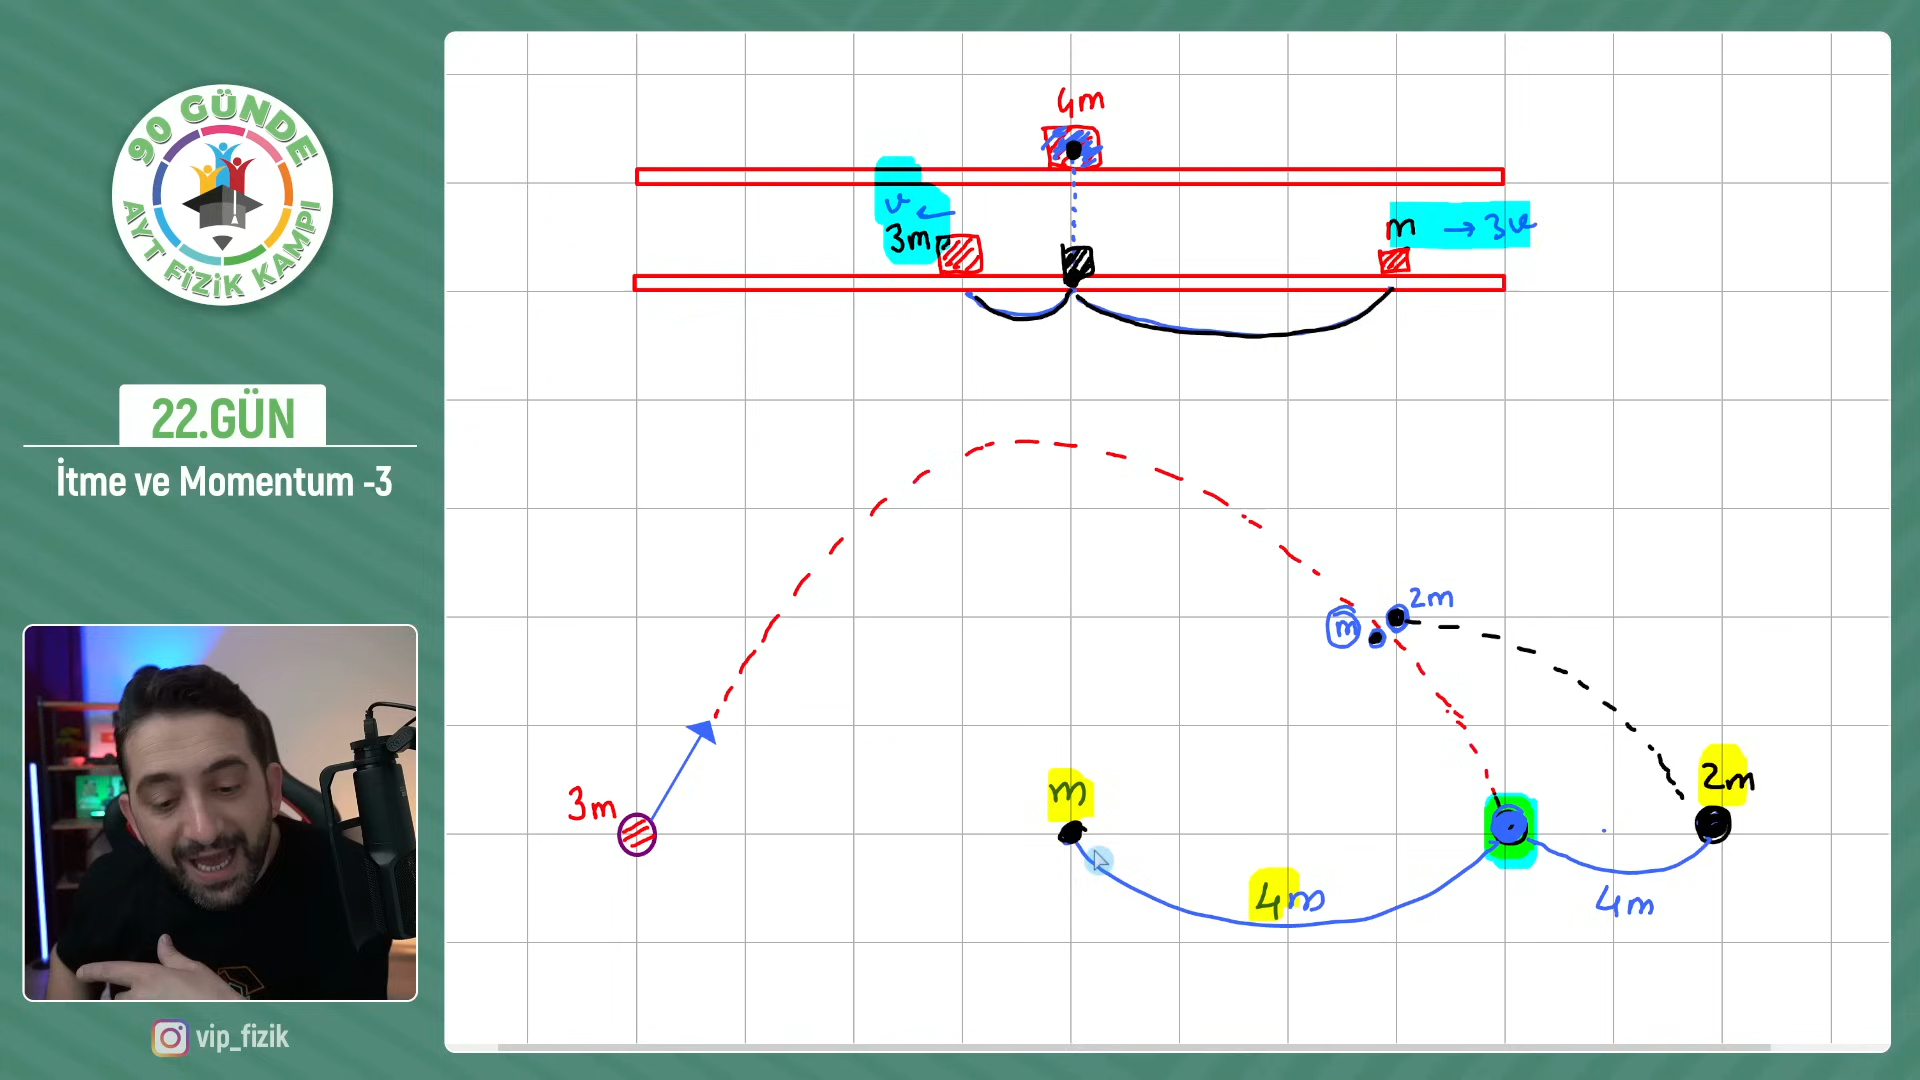 90 GÜNDE
AYT FİZİK KAMPI
22.GÜN
İtme ve Momentum -3
vip_fizik
4m
v ←
3m
m → 3v
3m
m
2m
m
4m
4m
2m